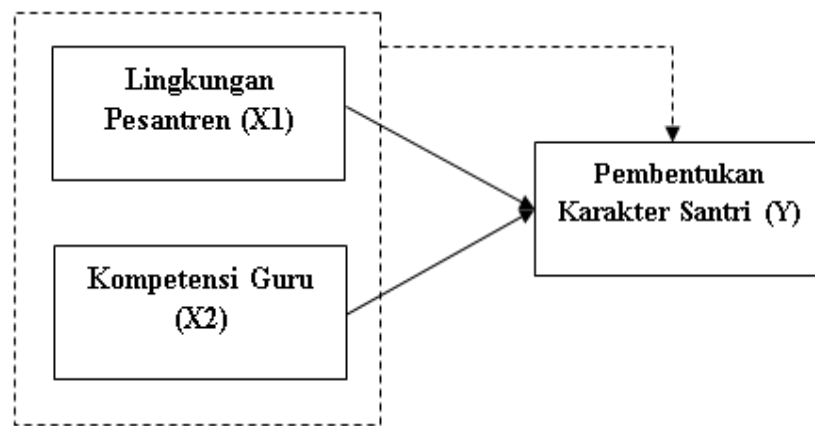 Lingkungan
Pesantren (X1)
Kompetensi Guru
(X2)
Pembentukan
Karakter Santri (Y)